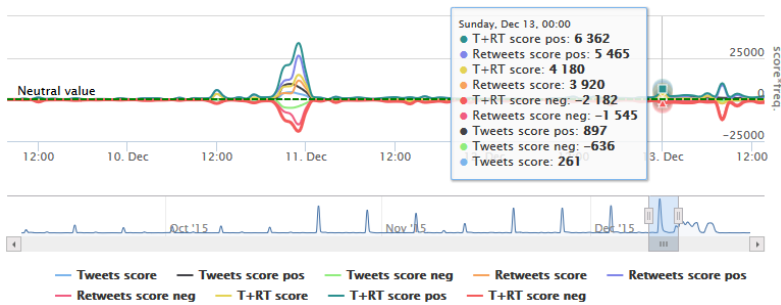 Sunday, Dec 13, 00:00
T+RT score pos: 6 362
Retweets score pos: 5 465
T+RT score: 4 180
Retweets score: 3 920
T+RT score neg: −2 182
Retweets score neg: −1 545
Tweets score pos: 897
Tweets score neg: −636
Tweets score: 261
Neutral value
25000
0
−25000
score*freq.
12:00 10. Dec 12:00 11. Dec 12:00 3. Dec 12:00
Oct '15 Nov '15 Dec '15
Tweets score Tweets score pos Tweets score neg Retweets score Retweets score pos
Retweets score neg T+RT score T+RT score pos T+RT score neg